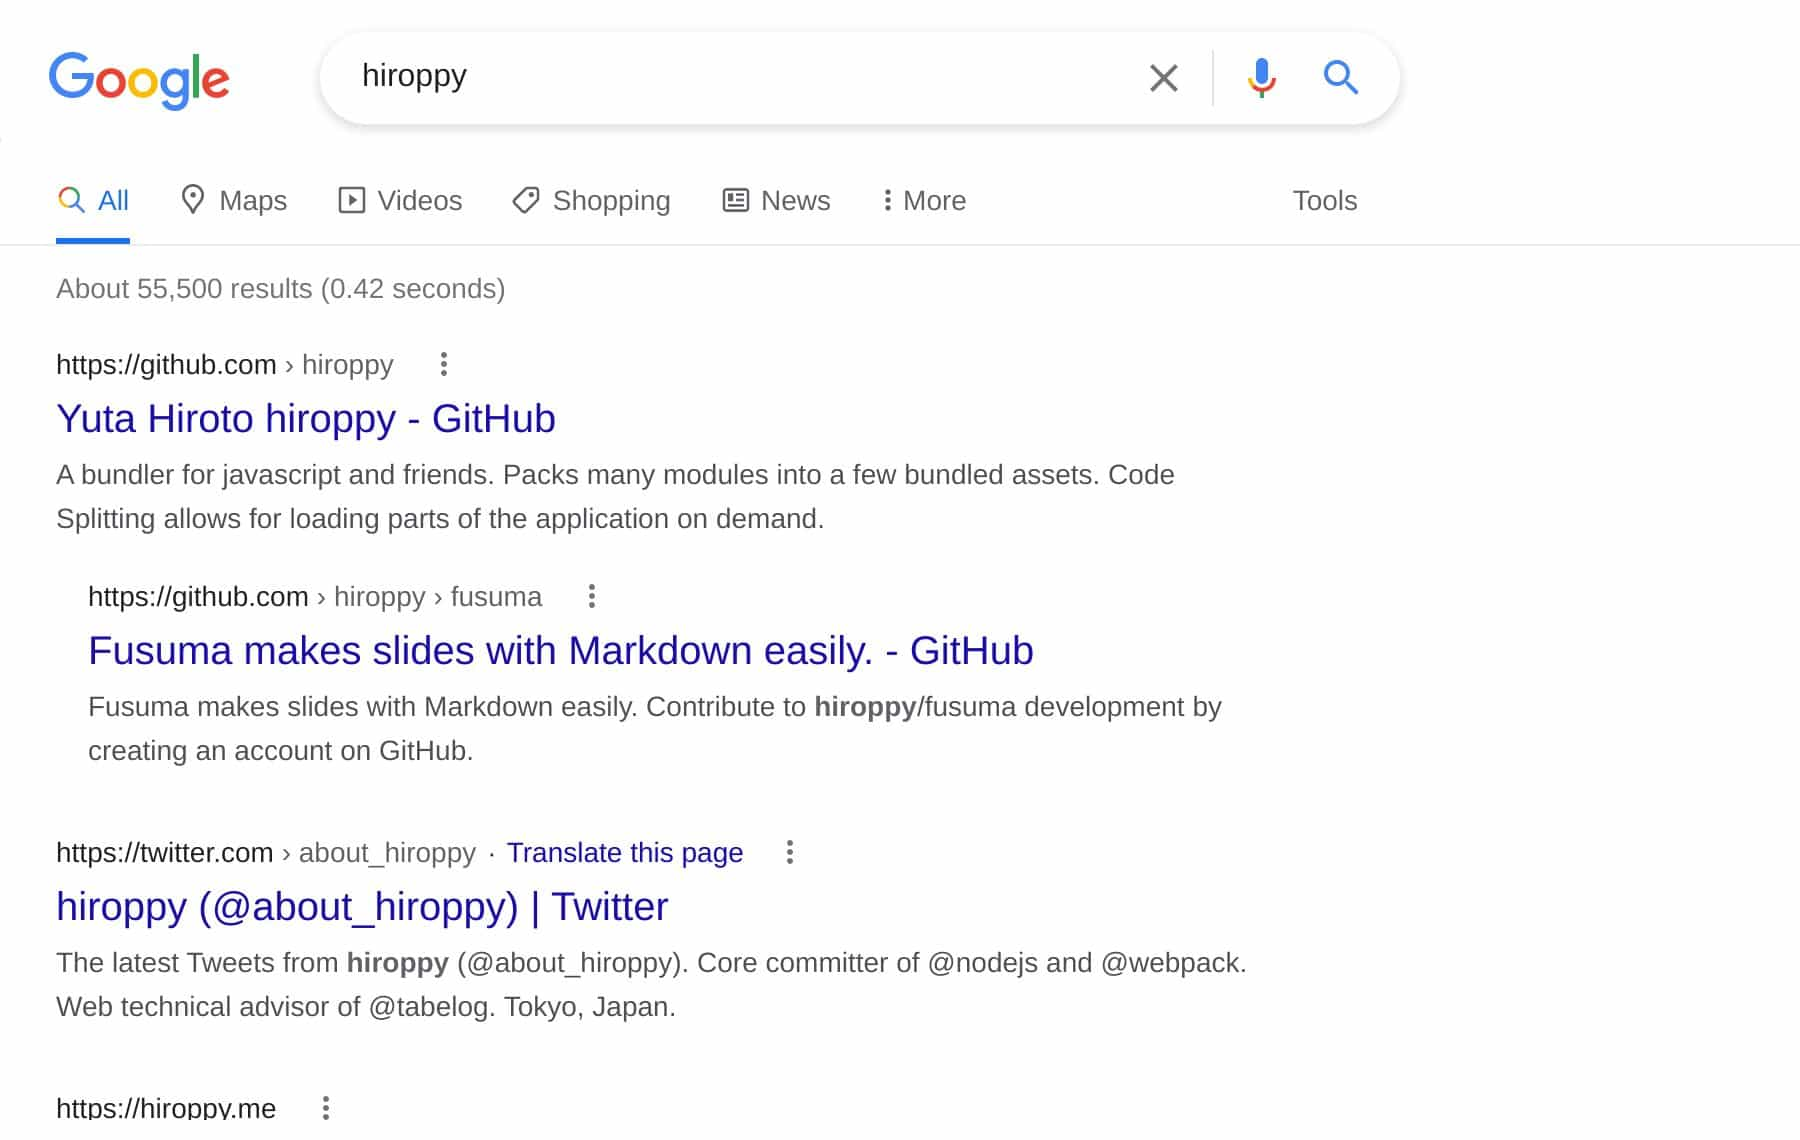 Google
hiroppy
All Maps Videos Shopping News More Tools
About 55,500 results (0.42 seconds)
https://github.com › hiroppy
Yuta Hiroto hiroppy - GitHub
A bundler for javascript and friends. Packs many modules into a few bundled assets. Code
Splitting allows for loading parts of the application on demand.
https://github.com › hiroppy › fusuma
Fusuma makes slides with Markdown easily. - GitHub
Fusuma makes slides with Markdown easily. Contribute to hiroppy/fusuma development by
creating an account on GitHub.
https://twitter.com › about_hiroppy · Translate this page
hiroppy (@about_hiroppy) | Twitter
The latest Tweets from hiroppy (@about_hiroppy). Core committer of @nodejs and @webpack.
Web technical advisor of @tabelog. Tokyo, Japan.
https://hiroppy.me